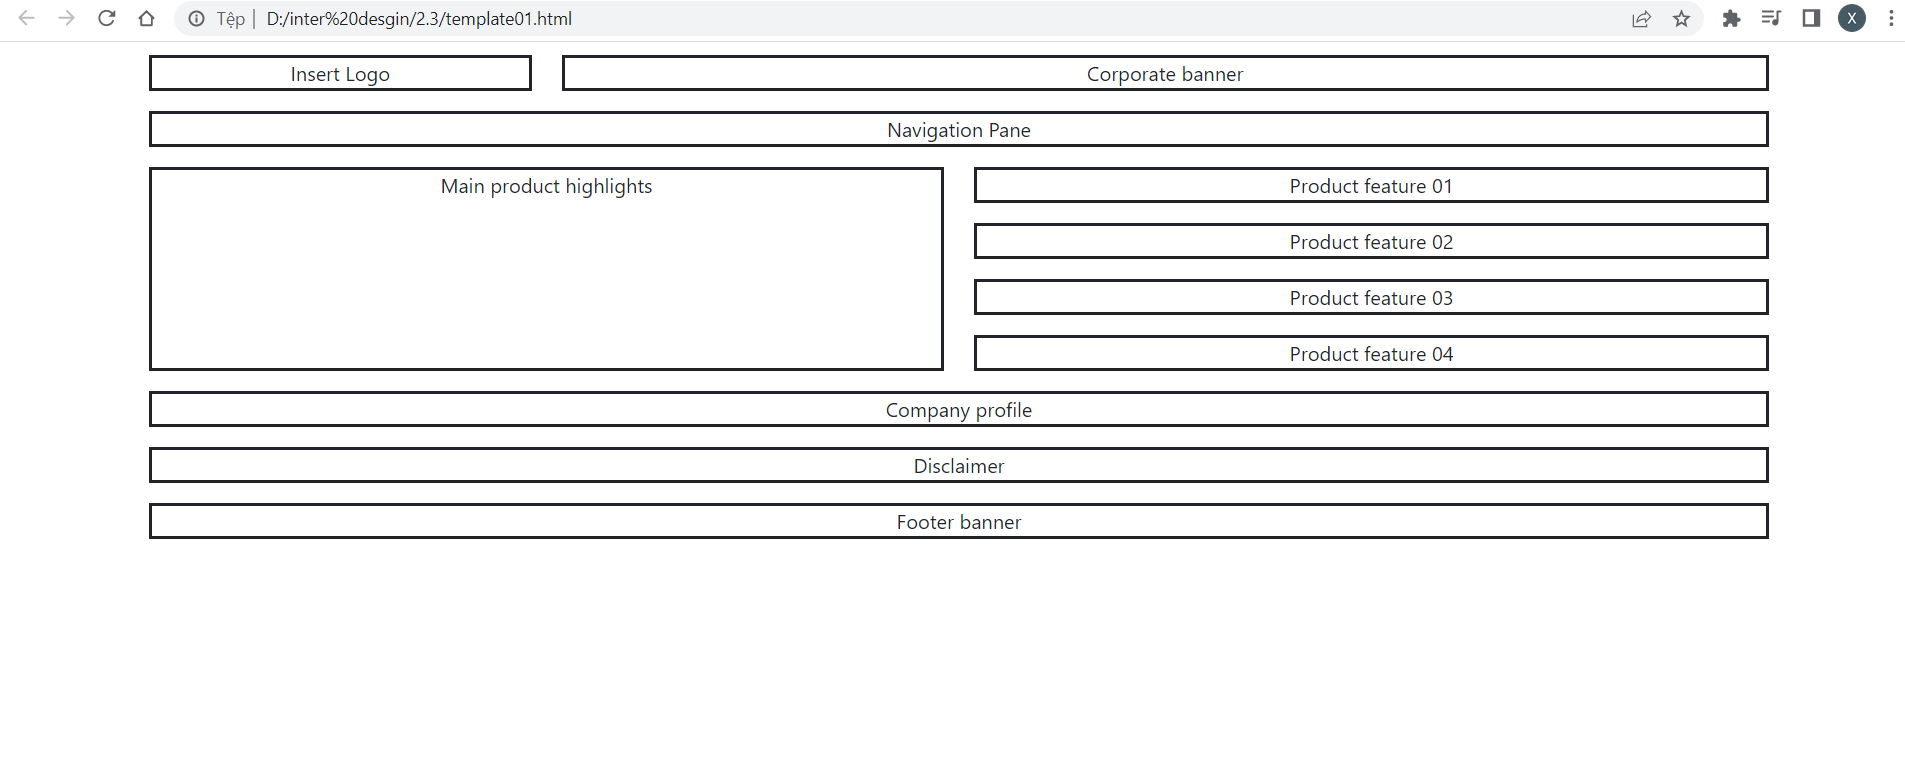 Tệp | D:/inter%20desgin/2.3/template01.html
X
Insert Logo
Corporate banner
Navigation Pane
Main product highlights
Product feature 01
Product feature 02
Product feature 03
Product feature 04
Company profile
Disclaimer
Footer banner